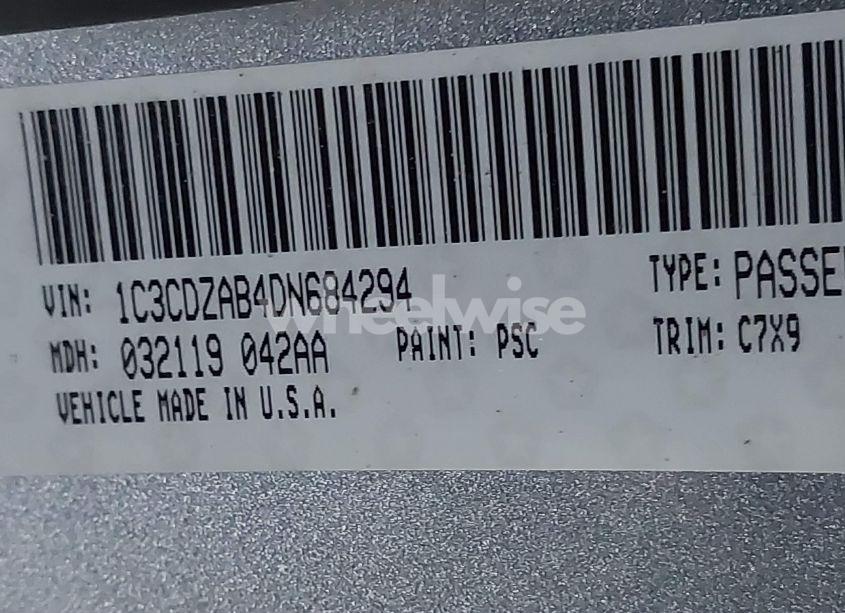 VIN: 1C3CDZAB4DN684294
TYPE: PASSE
MDH: 032119 042AA
PAINT: PSC
TRIM: C7X9
VEHICLE MADE IN U.S.A.
wheelwise